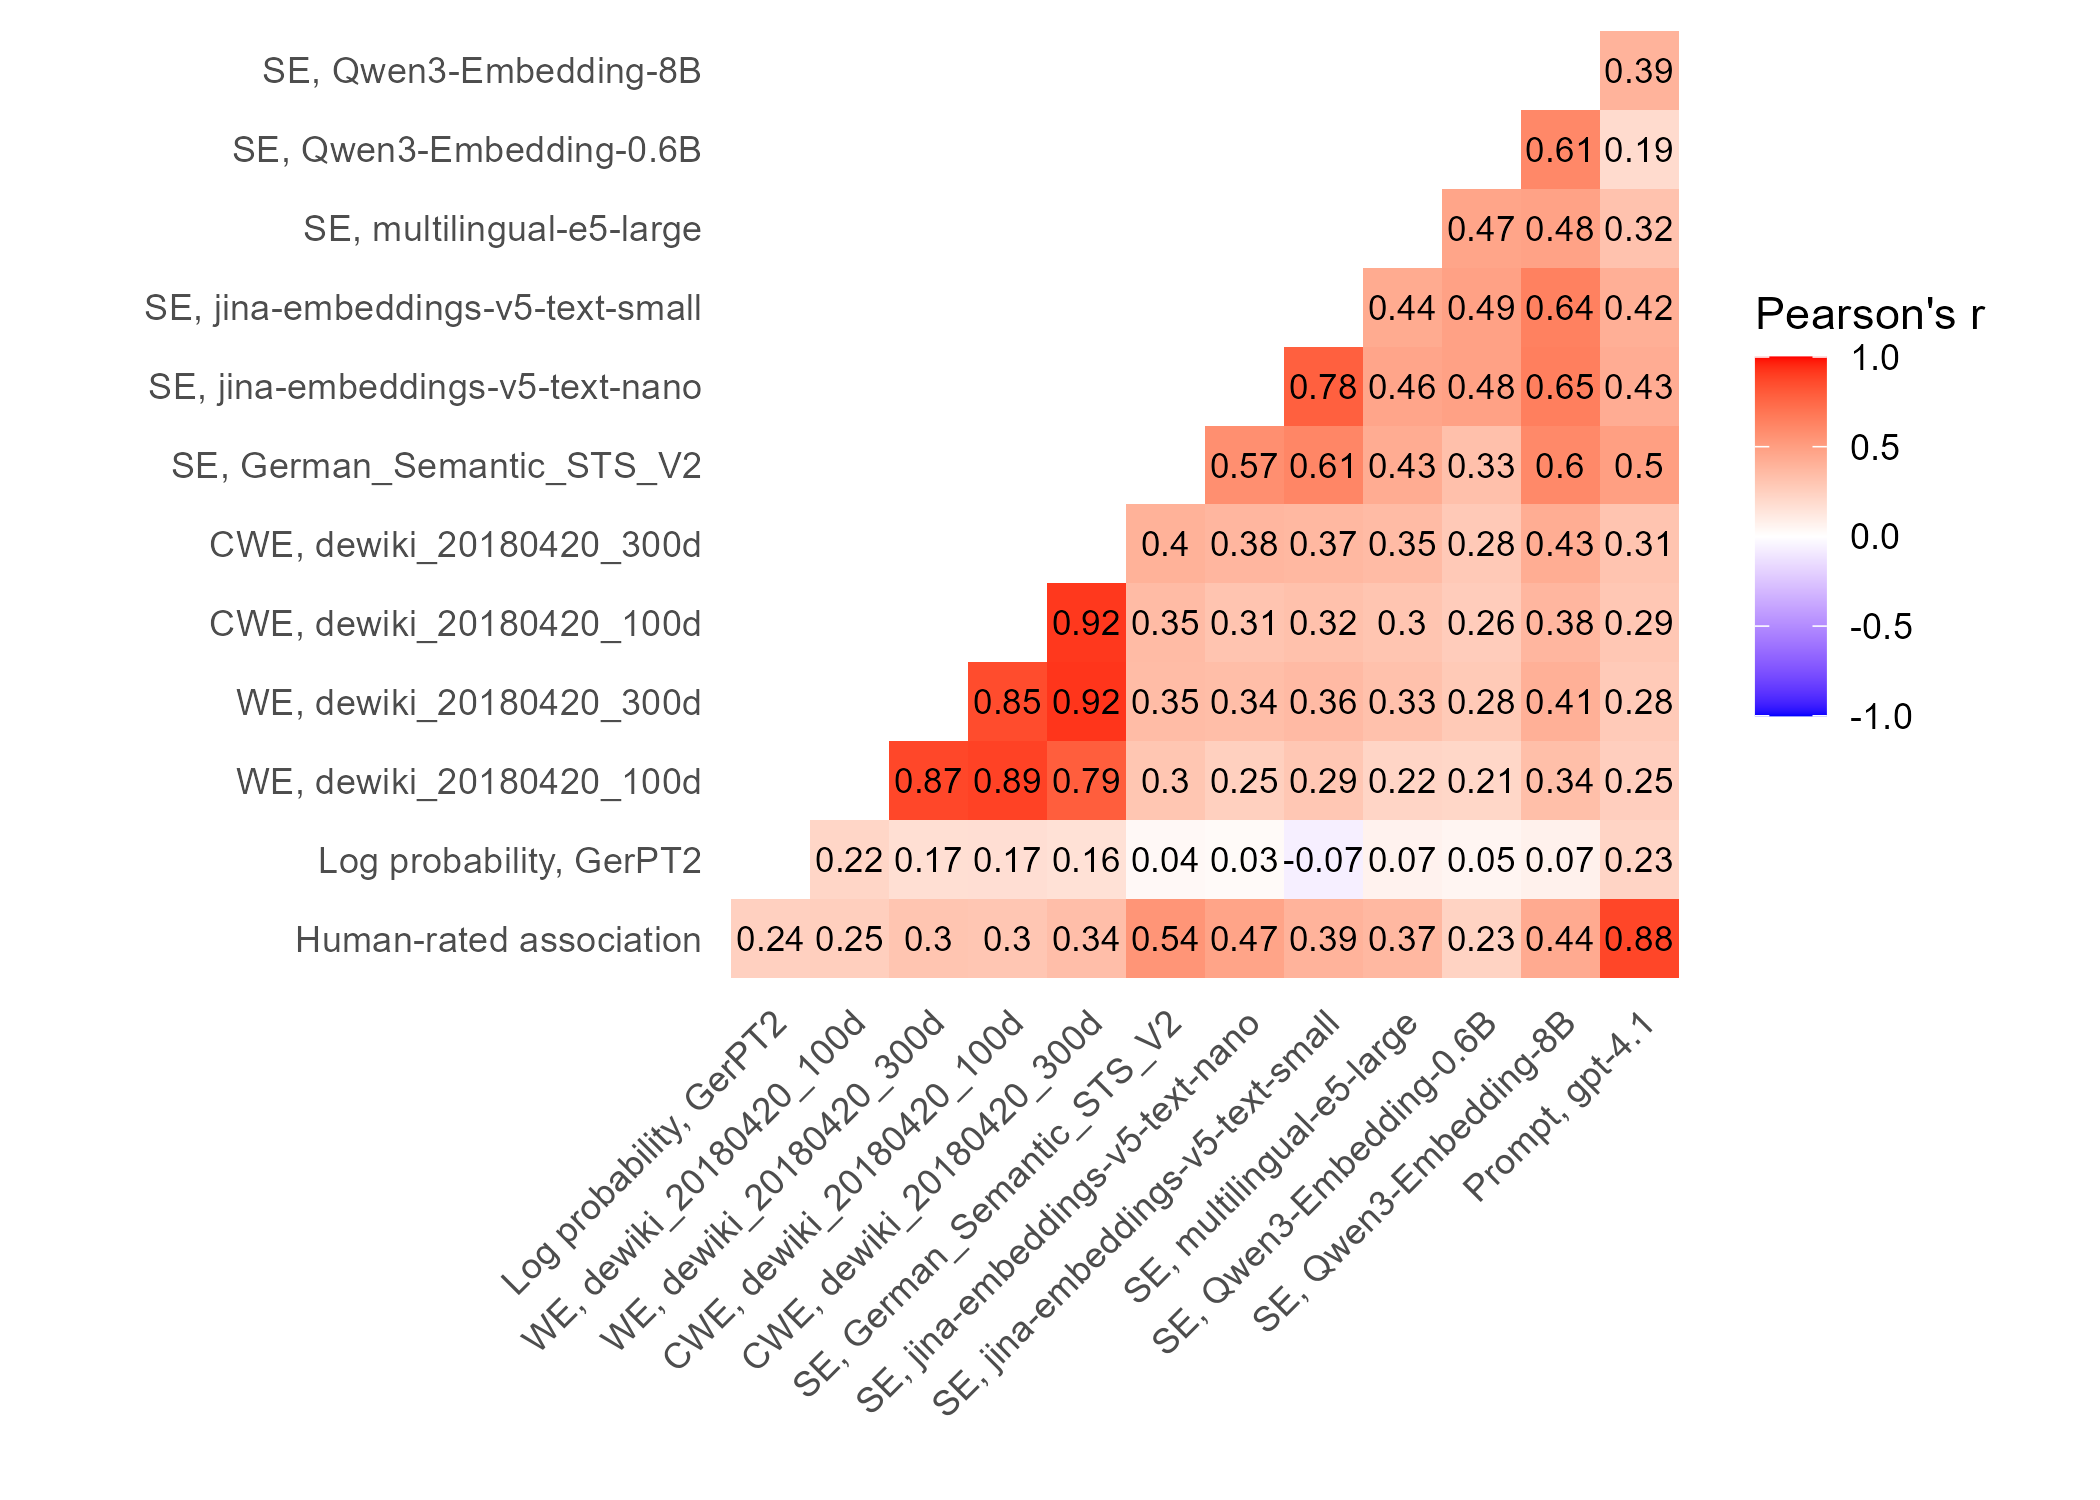 SE, Qwen3-Embedding-8B 0.39
SE, Qwen3-Embedding-0.6B 0.61 0.19
SE, multilingual-e5-large 0.47 0.48 0.32
SE, jina-embeddings-v5-text-small 0.44 0.49 0.64 0.42
SE, jina-embeddings-v5-text-nano 0.78 0.46 0.48 0.65 0.43
SE, German_Semantic_STS_V2 0.57 0.61 0.43 0.33 0.6 0.5
CWE, dewiki_20180420_300d 0.4 0.38 0.37 0.35 0.28 0.43 0.31
CWE, dewiki_20180420_100d 0.92 0.35 0.31 0.32 0.3 0.26 0.38 0.29
WE, dewiki_20180420_300d 0.85 0.92 0.35 0.34 0.36 0.33 0.28 0.41 0.28
WE, dewiki_20180420_100d 0.87 0.89 0.79 0.3 0.25 0.29 0.22 0.21 0.34 0.25
Log probability, GerPT2 0.22 0.17 0.17 0.16 0.04 0.03 -0.07 0.07 0.05 0.07 0.23
Human-rated association 0.24 0.25 0.3 0.3 0.34 0.54 0.47 0.39 0.37 0.23 0.44 0.88
Log probability, GerPT2
WE, dewiki_20180420_100d
WE, dewiki_20180420_300d
CWE, dewiki_20180420_100d
CWE, dewiki_20180420_300d
SE, German_Semantic_STS_V2
SE, jina-embeddings-v5-text-nano
SE, jina-embeddings-v5-text-small
SE, multilingual-e5-large
SE, Qwen3-Embedding-0.6B
SE, Qwen3-Embedding-8B
Prompt, gpt-4.1
Pearson's r
1.0
0.5
0.0
-0.5
-1.0